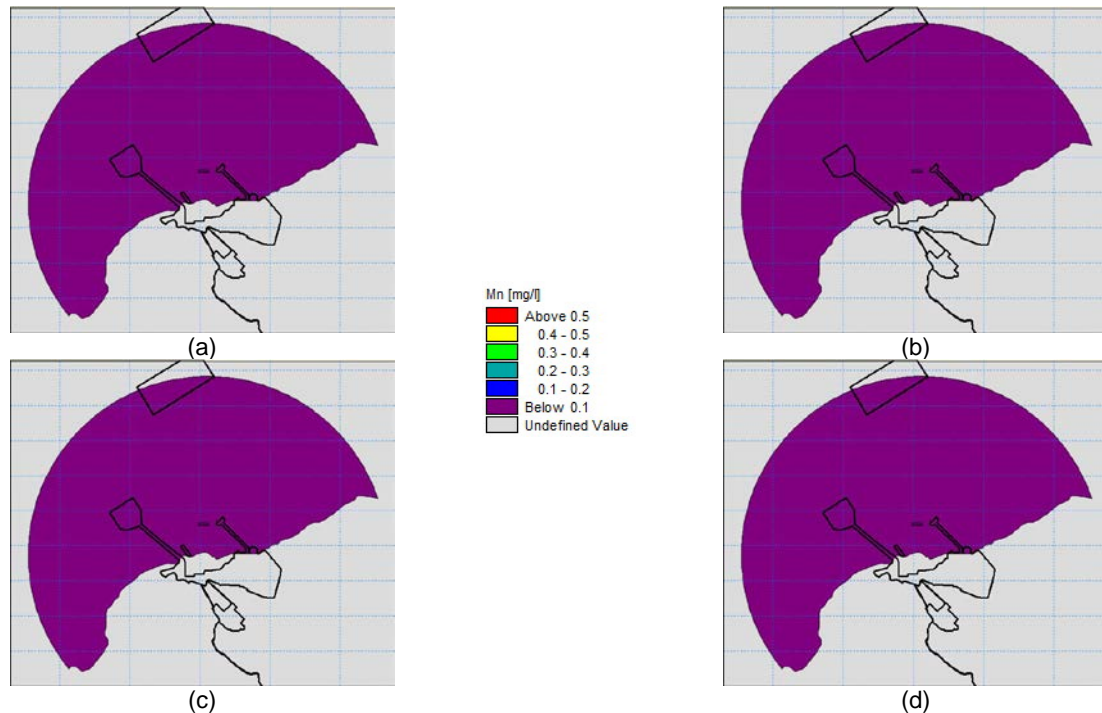 (a)
(b)
Mn [mg/l]
Above 0.5
0.4 - 0.5
0.3 - 0.4
0.2 - 0.3
0.1 - 0.2
Below 0.1
Undefined Value
(c)
(d)